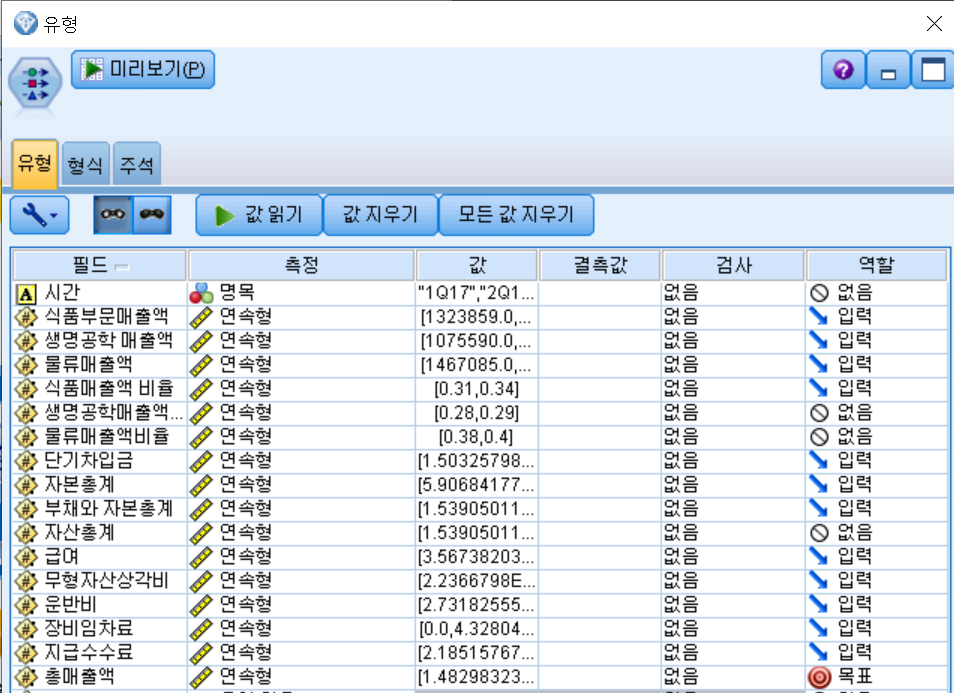 유형
미리보기(P)
유형 형식 주석
값 읽기 값 지우기 모든 값 지우기
필드 측정 값 결측값 검사 역할
시간 명목 "1Q17","2Q1... 없음 없음
식품부문매출액 연속형 [1323859.0,... 없음 입력
생명공학 매출액 연속형 [1075590.0,... 없음 입력
물류매출액 연속형 [1467085.0,... 없음 입력
식품매출액 비율 연속형 [0.31,0.34] 없음 입력
생명공학매출액... 연속형 [0.28,0.29] 없음 없음
물류매출액비율 연속형 [0.38,0.4] 없음 없음
단기차입금 연속형 [1.50325798... 없음 입력
자본총계 연속형 [5.90684177... 없음 입력
부채와 자본총계 연속형 [1.53905011... 없음 입력
자산총계 연속형 [1.53905011... 없음 없음
급여 연속형 [3.56738203... 없음 입력
무형자산상각비 연속형 [2.2366798E... 없음 입력
운반비 연속형 [2.73182555... 없음 입력
장비임차료 연속형 [0.0,4.32804... 없음 입력
지급수수료 연속형 [2.18515767... 없음 입력
총매출액 연속형 [1.48298323... 없음 목표